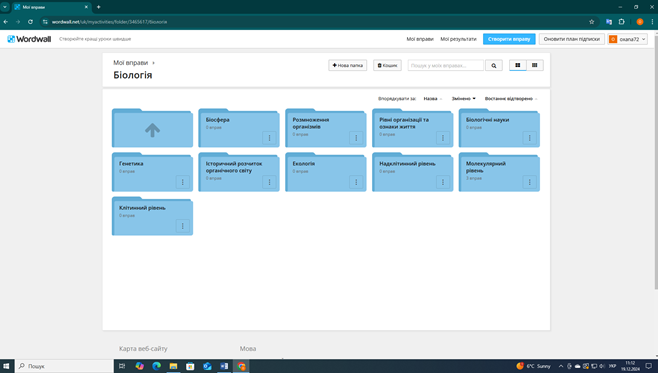 Мої вправи
wordwall.net/uk/myactivities/folder/3465617/біологія
Wordwall
Створюйте кращі уроки швидше
Мої вправи
Мої результати
Створити вправу
Оновити план підписки
oxana72
Мої вправи
Біологія
Нова папка
Кошик
Пошук у моїх вправах...
Впорядкувати за:
Назва
Змінено
Востаннє відтворено
Біосфера
0 вправ
Розмноження
організмів
0 вправ
Рівні організації та
ознаки життя
0 вправ
Біологічні науки
0 вправ
Генетика
0 вправ
Історичний розчиток
органічного світу
0 вправ
Екологія
0 вправ
Надклітинний рівень
0 вправ
Молекулярний
рівень
0 вправ
Клітинний рівень
0 вправ
Карта веб-сайту
Мова
Пошук
6°C Sunny
УКР
11:12
19.12.2024